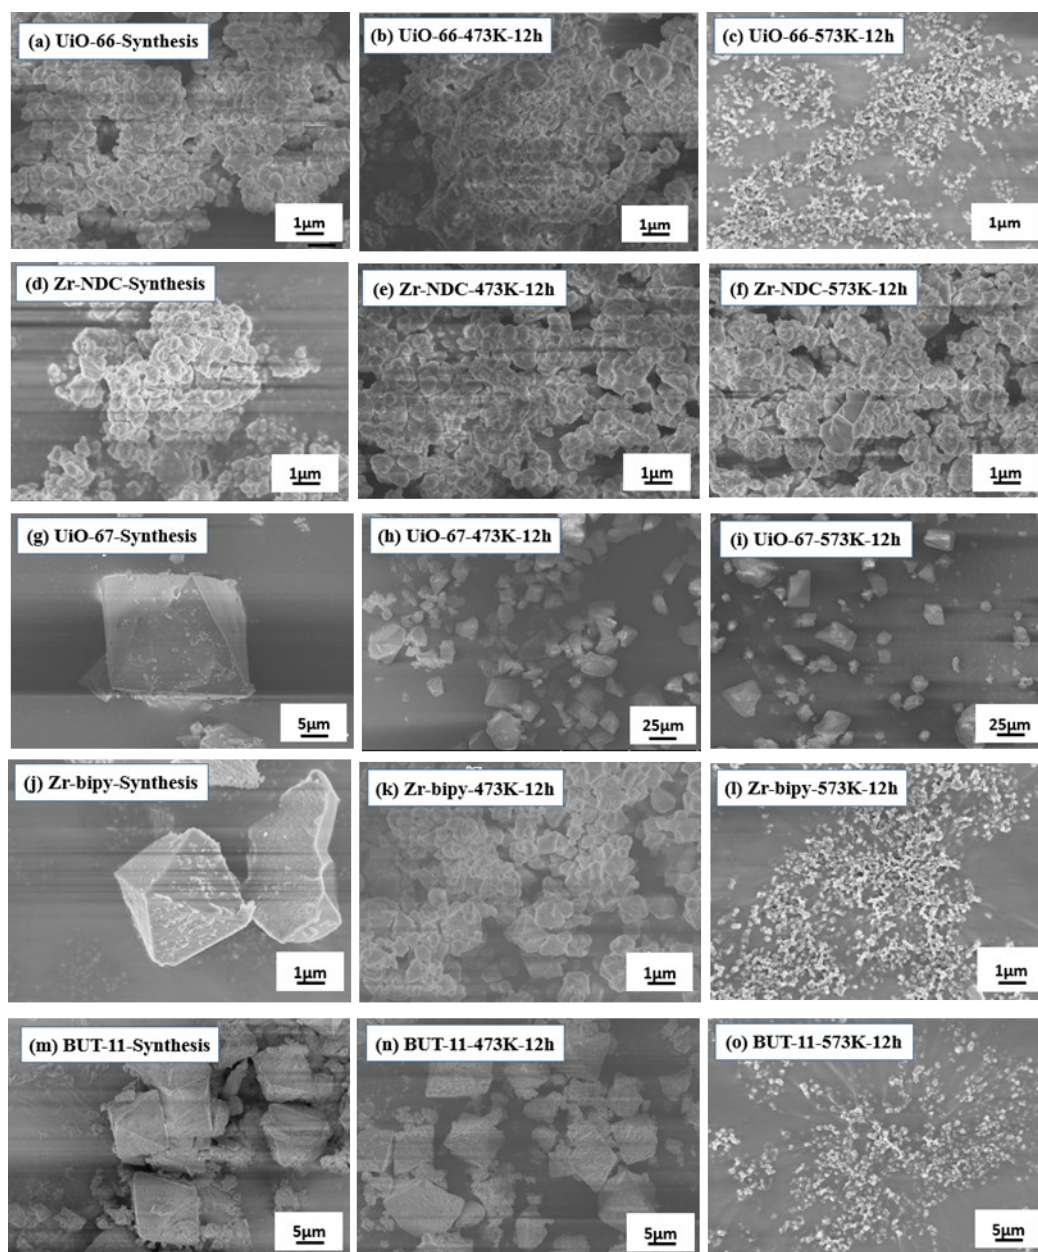 (a) UiO-66-Synthesis
1μm
(b) UiO-66-473K-12h
1μm
(c) UiO-66-573K-12h
1μm
(d) Zr-NDC-Synthesis
1μm
(e) Zr-NDC-473K-12h
1μm
(f) Zr-NDC-573K-12h
1μm
(g) UiO-67-Synthesis
5μm
(h) UiO-67-473K-12h
25μm
(i) UiO-67-573K-12h
25μm
(j) Zr-bipy-Synthesis
1μm
(k) Zr-bipy-473K-12h
1μm
(l) Zr-bipy-573K-12h
1μm
(m) BUT-11-Synthesis
5μm
(n) BUT-11-473K-12h
5μm
(o) BUT-11-573K-12h
5μm